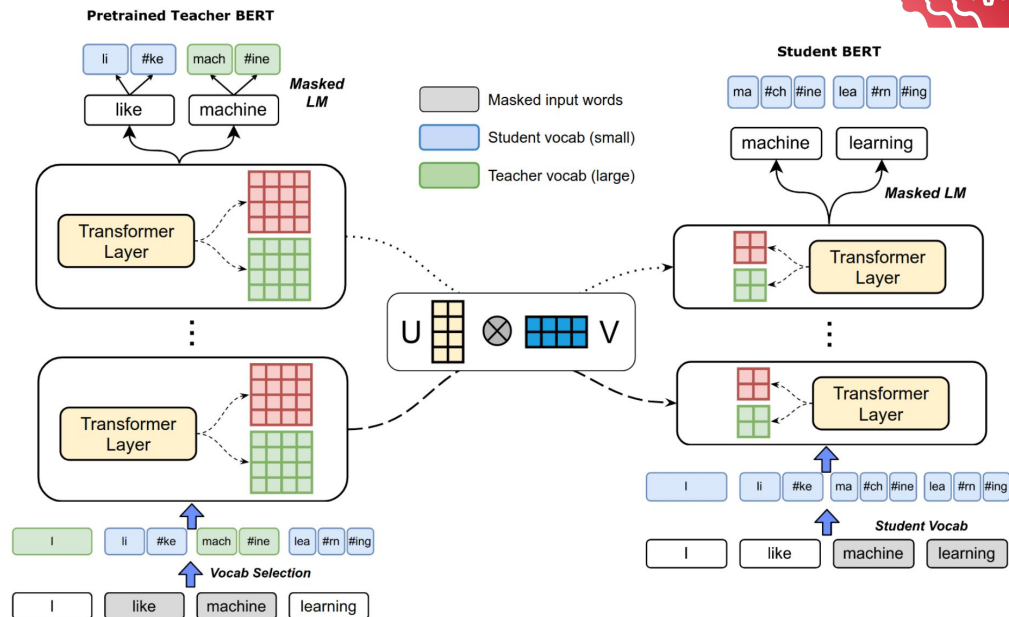 Pretrained Teacher BERT
li #ke mach #ine
like machine
Masked LM
Transformer Layer
⋮
Transformer Layer
I li #ke mach #ine lea #rn #ing
Vocab Selection
I like machine learning
Masked input words
Student vocab (small)
Teacher vocab (large)
U V
Student BERT
ma #ch #ine lea #rn #ing
machine learning
Masked LM
Transformer Layer
⋮
Transformer Layer
I li #ke ma #ch #ine lea #rn #ing
Student Vocab
I like machine learning